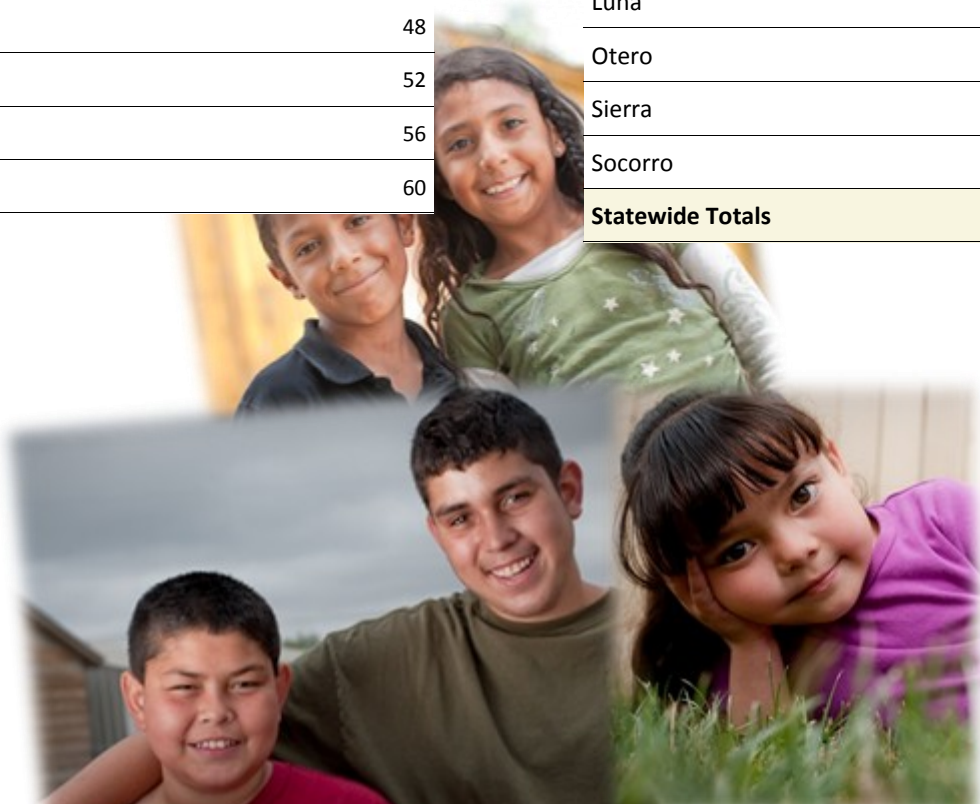 48
52
56
60
Luna
Otero
Sierra
Socorro
Statewide Totals